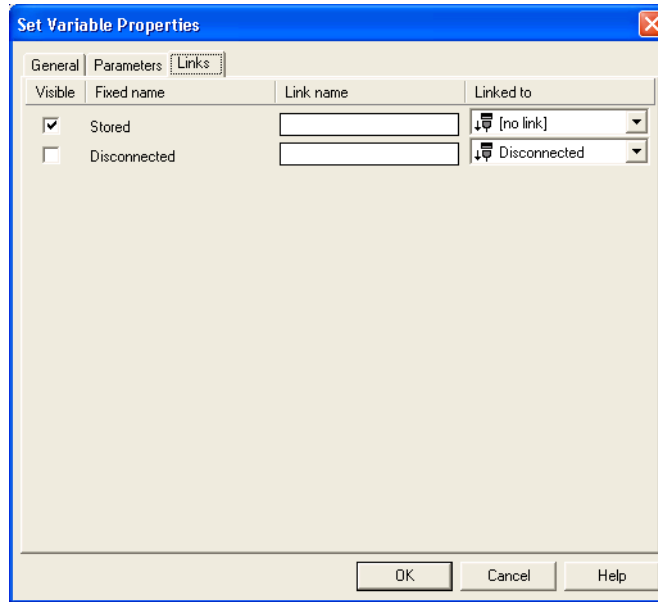 Set Variable Properties
General Parameters Links
Visible Fixed name Link name Linked to
Stored [no link]
Disconnected Disconnected
OK Cancel Help